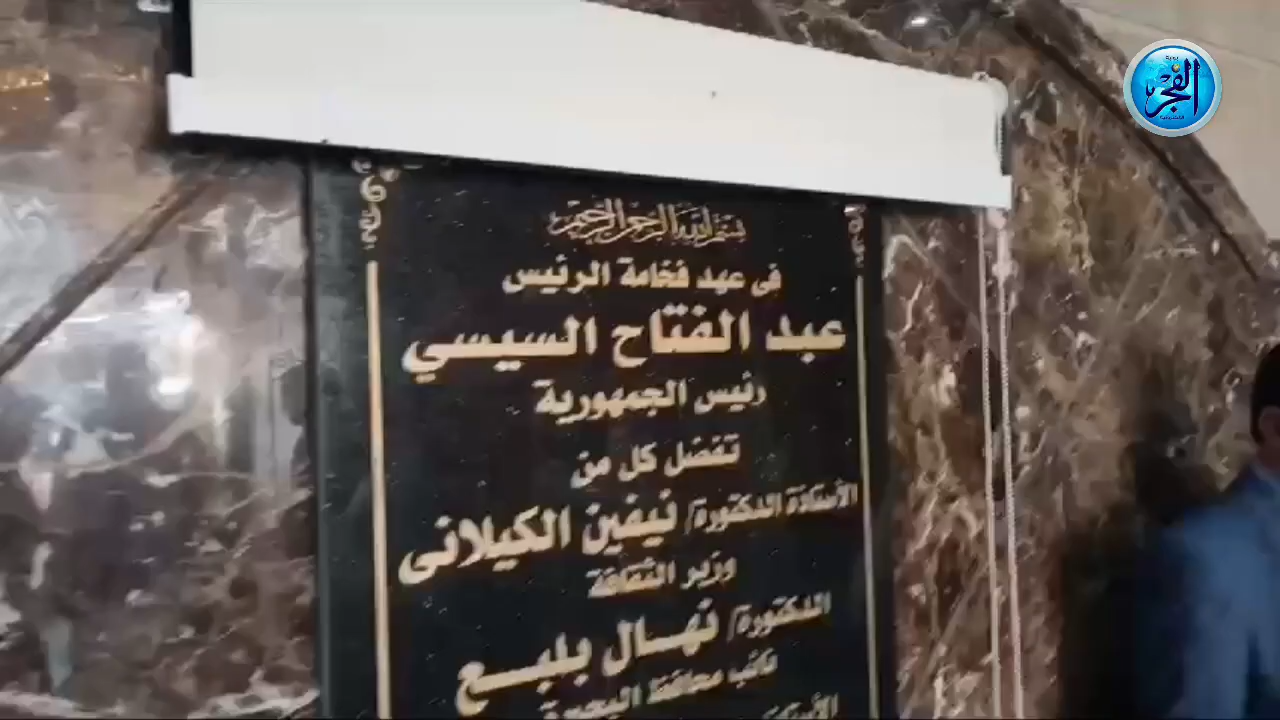 بسم الله الرحمن الرحيم
فى عهد فخامة الرئيس
عبد الفتاح السيسي
رئيس الجمهورية
تفضل كل من
الأستاذة الدكتورة/ نيفين الكيلانى
وزير الثقافة
الدكتورة/ نهال بلبع
نائب محافظ البحيرة
الفجر